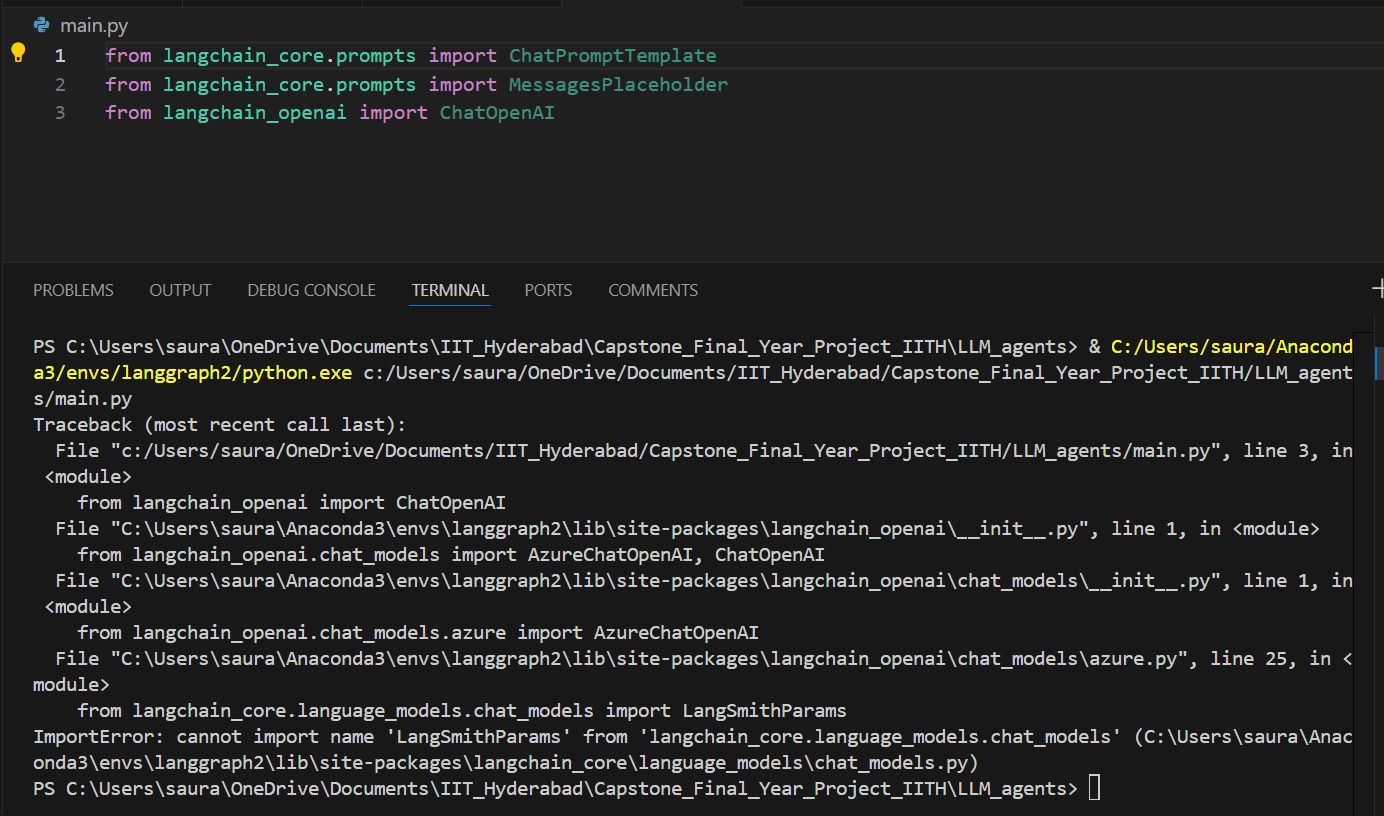 main.py
1 from langchain_core.prompts import ChatPromptTemplate
2 from langchain_core.prompts import MessagesPlaceholder
3 from langchain_openai import ChatOpenAI
PROBLEMS OUTPUT DEBUG CONSOLE TERMINAL PORTS COMMENTS
PS C:\Users\saura\OneDrive\Documents\IIT_Hyderabad\Capstone_Final_Year_Project_IITH\LLM_agents> & C:/Users/saura/Anacond
a3/envs/langgraph2/python.exe c:/Users/saura/OneDrive/Documents/IIT_Hyderabad/Capstone_Final_Year_Project_IITH/LLM_agent
s/main.py
Traceback (most recent call last):
  File "c:/Users/saura/OneDrive/Documents/IIT_Hyderabad/Capstone_Final_Year_Project_IITH/LLM_agents/main.py", line 3, in
 <module>
    from langchain_openai import ChatOpenAI
  File "C:\Users\saura\Anaconda3\envs\langgraph2\lib\site-packages\langchain_openai\__init__.py", line 1, in <module>
    from langchain_openai.chat_models import AzureChatOpenAI, ChatOpenAI
  File "C:\Users\saura\Anaconda3\envs\langgraph2\lib\site-packages\langchain_openai\chat_models\__init__.py", line 1, in
 <module>
    from langchain_openai.chat_models.azure import AzureChatOpenAI
  File "C:\Users\saura\Anaconda3\envs\langgraph2\lib\site-packages\langchain_openai\chat_models\azure.py", line 25, in <
module>
    from langchain_core.language_models.chat_models import LangSmithParams
ImportError: cannot import name 'LangSmithParams' from 'langchain_core.language_models.chat_models' (C:\Users\saura\Anac
onda3\envs\langgraph2\lib\site-packages\langchain_core\language_models\chat_models.py)
PS C:\Users\saura\OneDrive\Documents\IIT_Hyderabad\Capstone_Final_Year_Project_IITH\LLM_agents>